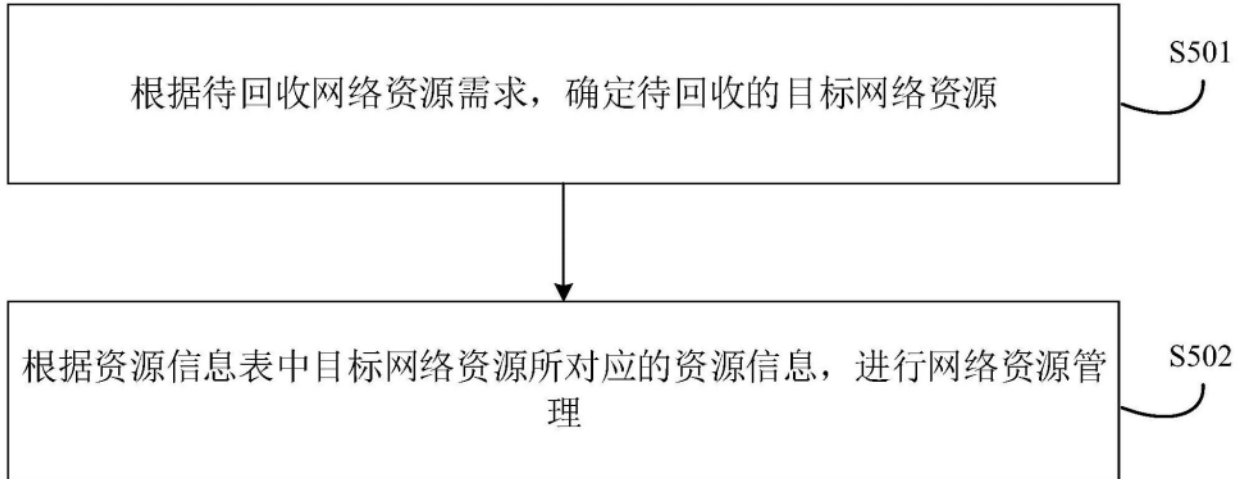 根据待回收网络资源需求，确定待回收的目标网络资源
S501
根据资源信息表中目标网络资源所对应的资源信息，进行网络资源管
理
S502